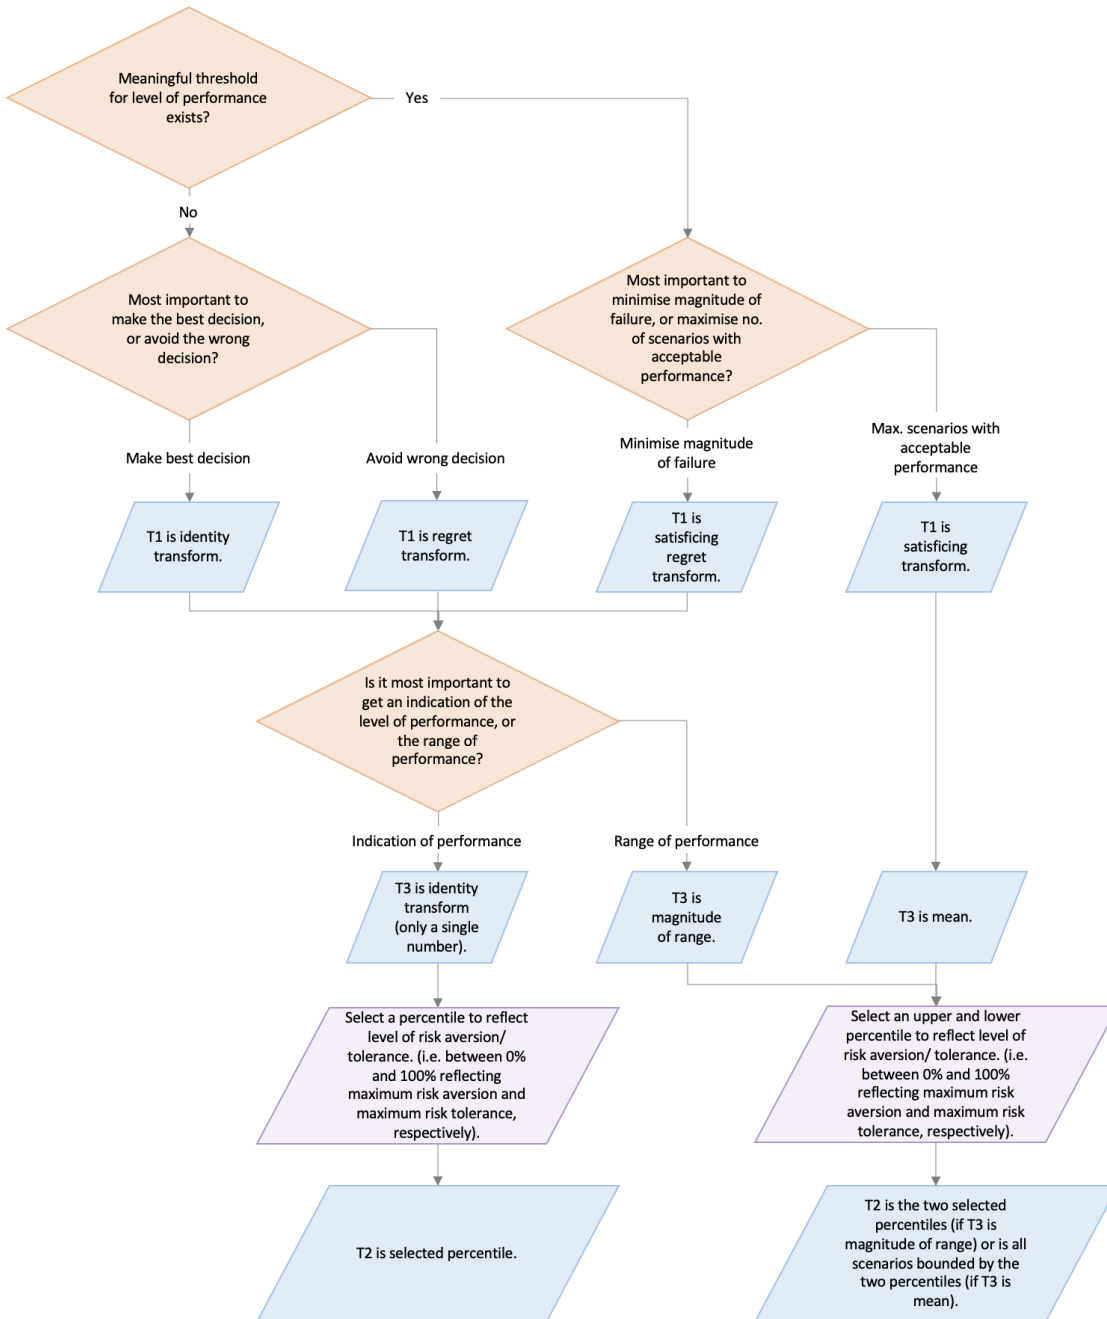 Meaningful threshold
for level of performance
exists?
Yes
No
Most important to
make the best decision,
or avoid the wrong
decision?
Most important to
minimise magnitude of
failure, or maximise no.
of scenarios with
acceptable
performance?
Make best decision
Avoid wrong decision
Minimise magnitude
of failure
Max. scenarios with
acceptable
performance
T1 is identity
transform.
T1 is regret
transform.
T1 is
satisficing
regret
transform.
T1 is
satisficing
transform.
Is it most important to
get an indication of the
level of performance, or
the range of
performance?
Indication of performance
Range of performance
T3 is identity
transform
(only a single
number).
T3 is
magnitude
of range.
T3 is mean.
Select a percentile to reflect
level of risk aversion/
tolerance. (i.e. between 0%
and 100% reflecting
maximum risk aversion and
maximum risk tolerance,
respectively).
Select an upper and lower
percentile to reflect level of
risk aversion/ tolerance. (i.e.
between 0% and 100%
reflecting maximum risk
aversion and maximum risk
tolerance, respectively).
T2 is selected percentile.
T2 is the two selected
percentiles (if T3 is
magnitude of range) or is all
scenarios bounded by the
two percentiles (if T3 is
mean).